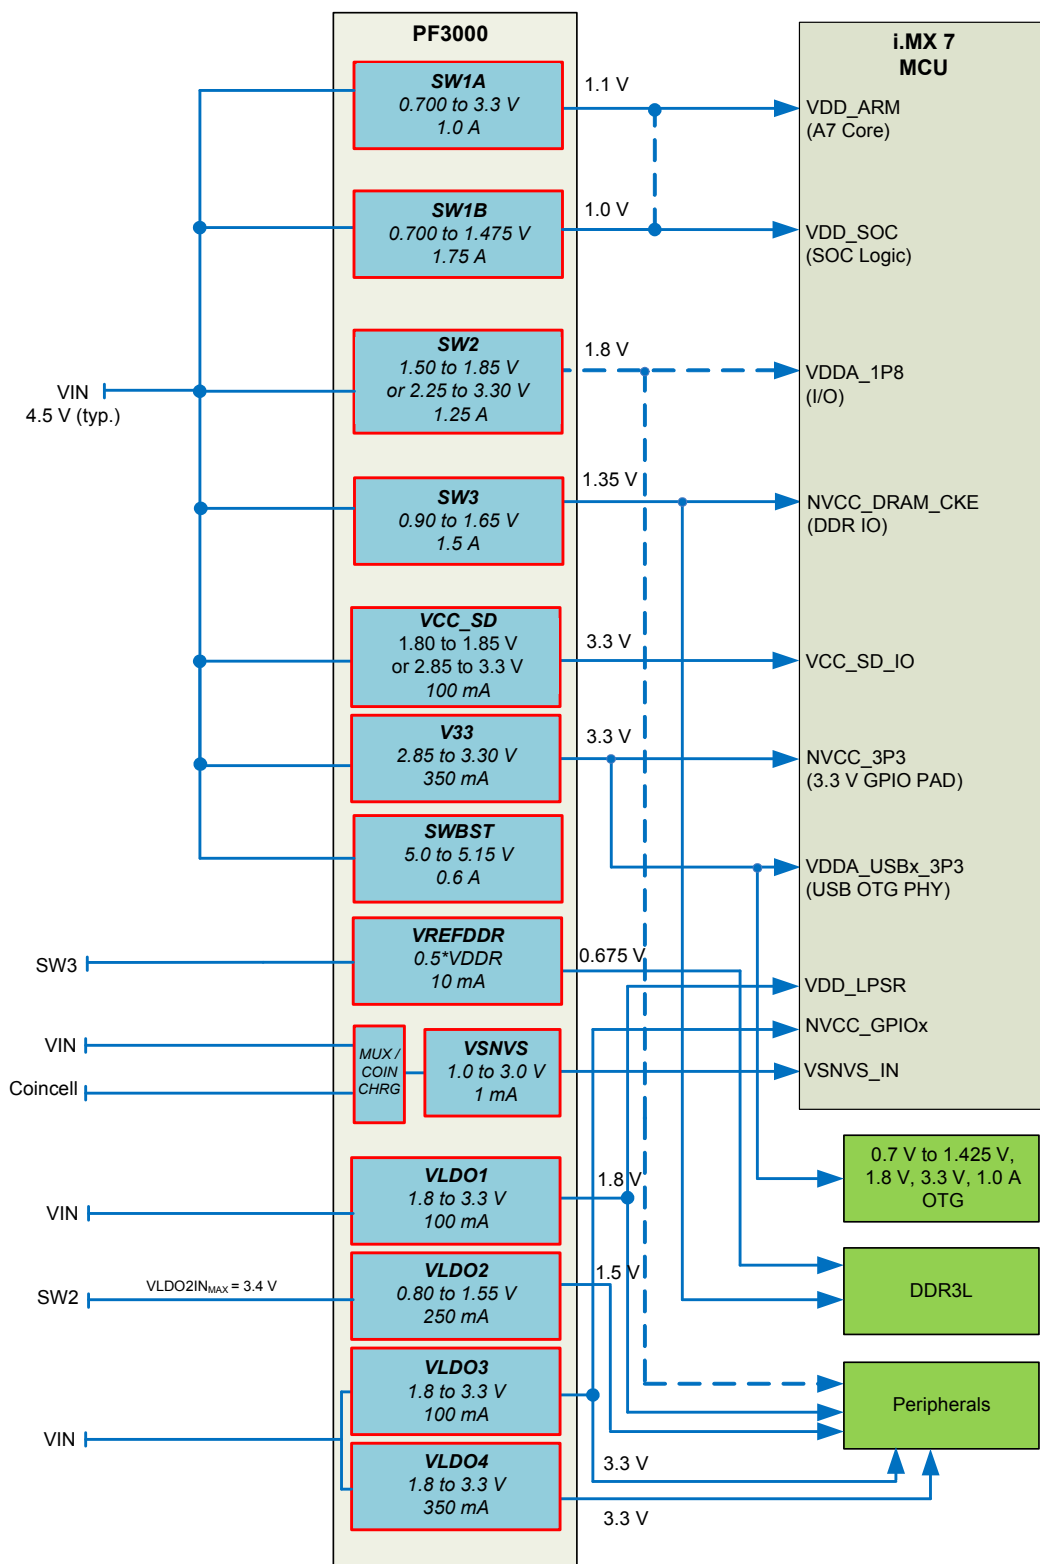 PF3000
i.MX 7
MCU
SW1A
0.700 to 3.3 V
1.0 A
1.1 V
VDD_ARM
(A7 Core)
SW1B
0.700 to 1.475 V
1.75 A
1.0 V
VDD_SOC
(SOC Logic)
SW2
1.50 to 1.85 V
or 2.25 to 3.30 V
1.25 A
1.8 V
VDDA_1P8
(I/O)
VIN
4.5 V (typ.)
SW3
0.90 to 1.65 V
1.5 A
1.35 V
NVCC_DRAM_CKE
(DDR IO)
VCC_SD
1.80 to 1.85 V
or 2.85 to 3.3 V
100 mA
3.3 V
VCC_SD_IO
V33
2.85 to 3.30 V
350 mA
3.3 V
NVCC_3P3
(3.3 V GPIO PAD)
SWBST
5.0 to 5.15 V
0.6 A
VDDA_USBx_3P3
(USB OTG PHY)
SW3
VREFDDR
0.5*VDDR
10 mA
0.675 V
VDD_LPSR
NVCC_GPIOx
VIN
Coincell
MUX /
COIN
CHRG
VSNVS
1.0 to 3.0 V
1 mA
VSNVS_IN
0.7 V to 1.425 V,
1.8 V, 3.3 V, 1.0 A
OTG
VIN
VLDO1
1.8 to 3.3 V
100 mA
1.8 V
SW2
VLDO2IN MAX = 3.4 V
VLDO2
0.80 to 1.55 V
250 mA
1.5 V
DDR3L
VLDO3
1.8 to 3.3 V
100 mA
Peripherals
VIN
VLDO4
1.8 to 3.3 V
350 mA
3.3 V
3.3 V